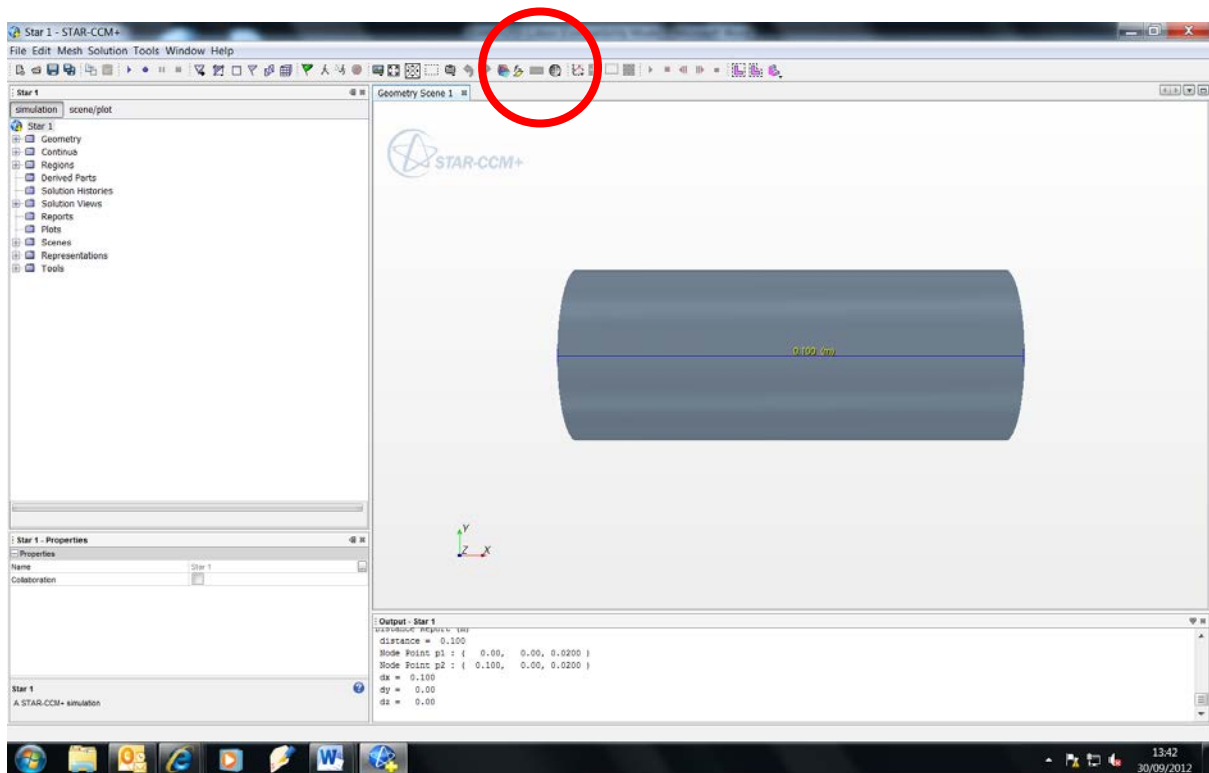 Star 1 - STAR-CCM+
File Edit Mesh Solution Tools Window Help
Star 1
simulation scene/plot
Star 1
Geometry
Continua
Regions
Derived Parts
Solution Histories
Solution Views
Reports
Plots
Scenes
Representations
Tools
Star 1 - Properties
Properties
Name Star 1
Collaboration
Star 1
A STAR-CCM+ simulation
Geometry Scene 1
STAR-CCM+
0.100 (m)
Y
Z X
Output - Star 1
Distance Report (m)
distance = 0.100
Node Point p1 : ( 0.00, 0.00, 0.0200 )
Node Point p2 : ( 0.100, 0.00, 0.0200 )
dx = 0.100
dy = 0.00
dz = 0.00
13:42
30/09/2012